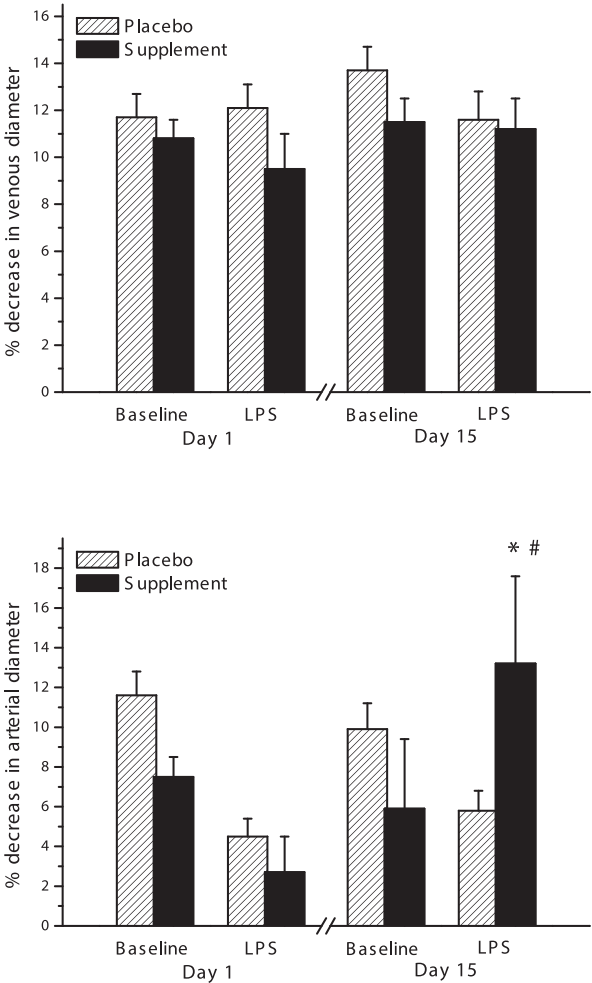 Placebo
Supplement
16
14
12
10
8
6
4
2
0
% decrease in venous diameter
Baseline LPS Baseline LPS
Day 1 Day 15
Placebo
Supplement
* #
18
16
14
12
10
8
6
4
2
0
% decrease in arterial diameter
Baseline LPS Baseline LPS
Day 1 Day 15